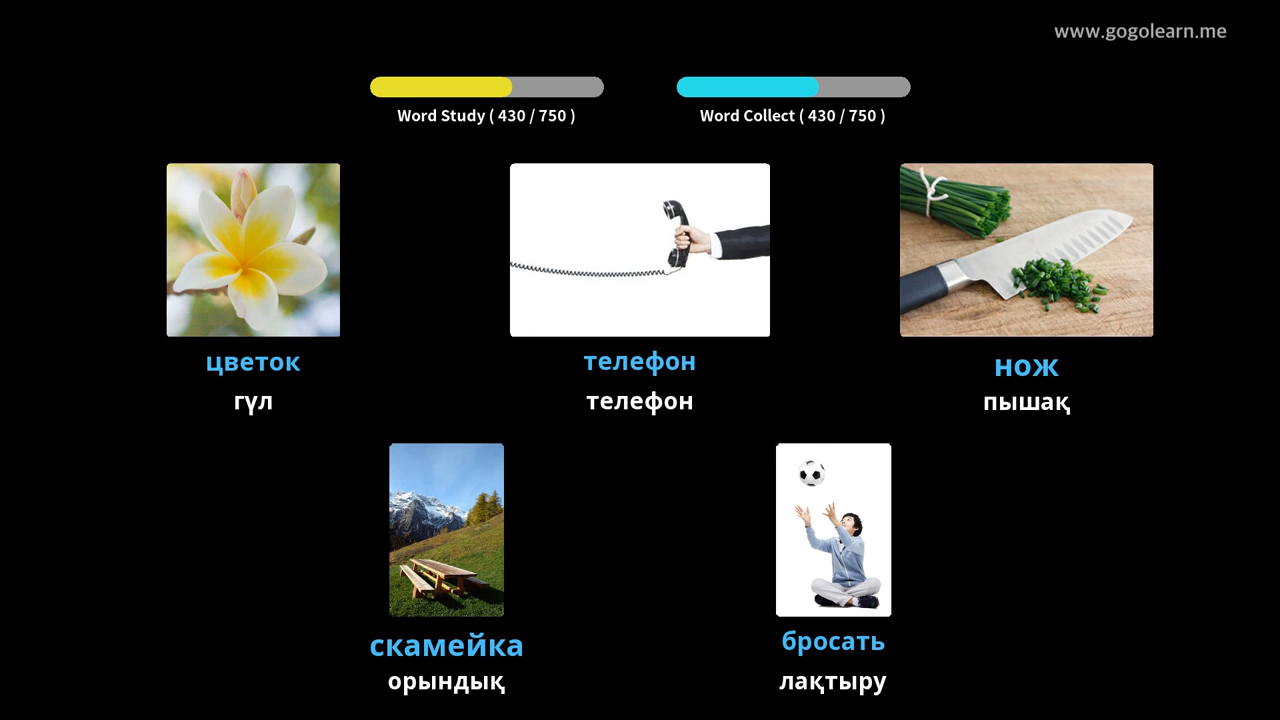 www.gogolearn.me
Word Study ( 430 / 750 )
Word Collect ( 430 / 750 )
цветок
гүл
телефон
телефон
нож
пышақ
скамейка
орындық
бросать
лақтыру